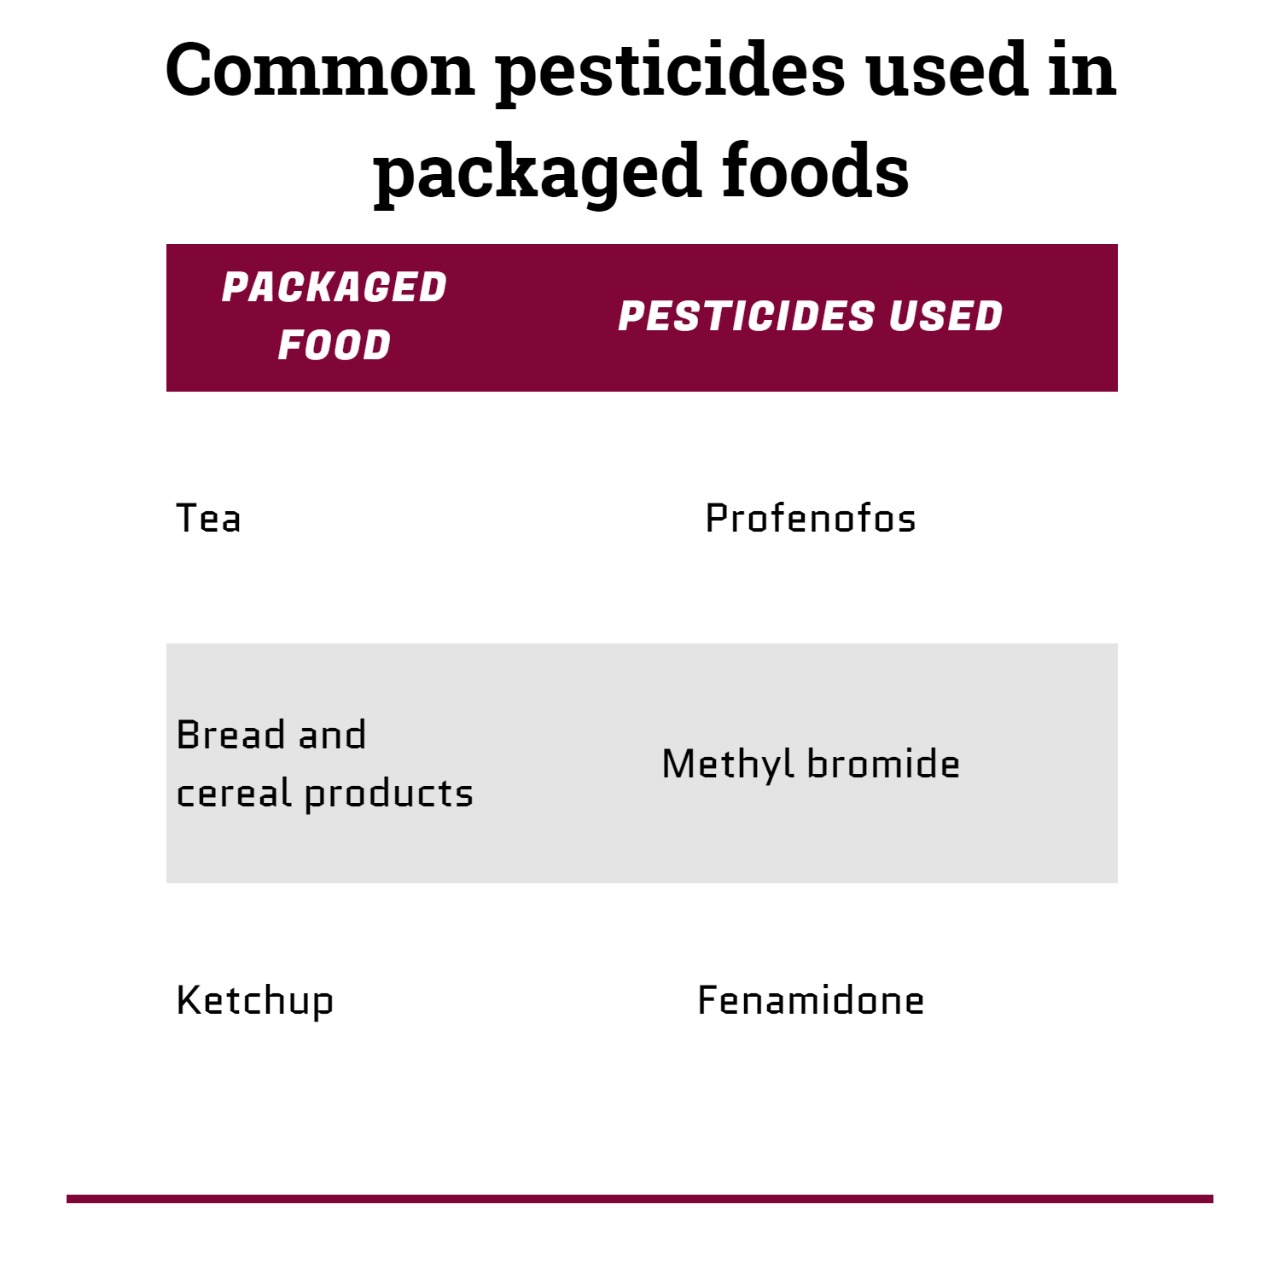 Common pesticides used in
packaged foods
PACKAGED
FOOD
PESTICIDES USED
Tea
Profenofos
Bread and
cereal products
Methyl bromide
Ketchup
Fenamidone